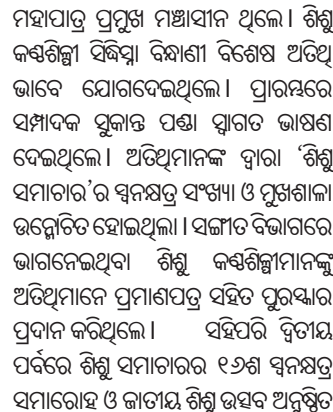 ମହାପାତ୍ର ପ୍ରମୁଖ ମଞ୍ଚାସୀନ ଥିଲେ । ଶିଶୁ
କଣ୍ଠଶିଳ୍ପୀ ସିଦ୍ଧିସ୍ନା ବିନ୍ଧାଣୀ ବିଶେଷ ଅତିଥି
ଭାବେ ଯୋଗଦେଇଥିଲେ । ପ୍ରାରମ୍ଭରେ
ସମ୍ପାଦକ ସୁକାନ୍ତ ପଣ୍ଡା ସ୍ୱାଗତ ଭାଷଣ
ଦେଇଥିଲେ । ଅତିଥିମାନଙ୍କ ଦ୍ୱାରା ‘ଶିଶୁ
ସମାଚାର’ର ସ୍ୱନକ୍ଷତ୍ର ସଂଖ୍ୟା ଓ ମୁଖଶାଳା
ଉନ୍ମୋଚିତ ହୋଇଥିଲା । ସଙ୍ଗୀତ ବିଭାଗରେ
ଭାଗନେଇଥିବା ଶିଶୁ କଣ୍ଠଶିଳ୍ପୀମାନଙ୍କୁ
ଅତିଥିମାନେ ପ୍ରମାଣପତ୍ର ସହିତ ପୁରସ୍କାର
ପ୍ରଦାନ କରିଥିଲେ । ସହିପରି ଦ୍ୱିତୀୟ
ପର୍ବରେ ଶିଶୁ ସମାଚାରର ୧୬ଶ ସ୍ୱନକ୍ଷତ୍ର
ସମାରୋହ ଓ ଜାତୀୟ ଶିଶୁ ଉତ୍ସବ ଅନୁଷ୍ଠିତ